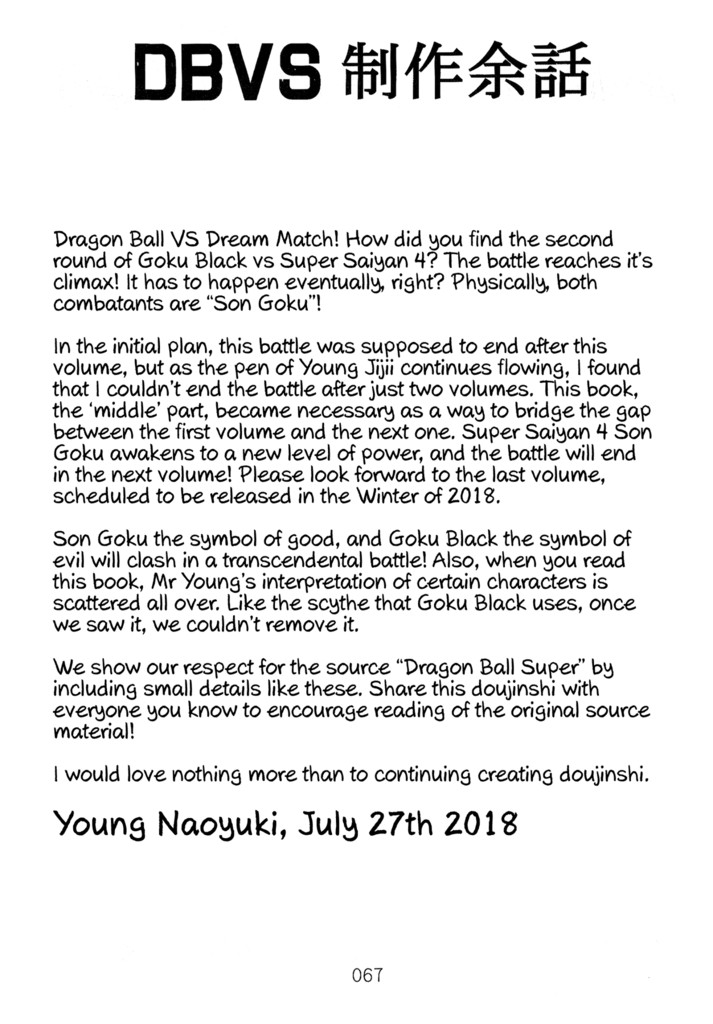 DBVS 制作余話
Dragon Ball VS Dream Match! How did you find the second
round of Goku Black vs Super Saiyan 4? The battle reaches it's
climax! It has to happen eventually, right? Physically, both
combatants are "Son Goku"!
In the initial plan, this battle was supposed to end after this
volume, but as the pen of Young Jijii continues flowing, I found
that I couldn't end the battle after just two volumes. This book,
the 'middle' part, became necessary as a way to bridge the gap
between the first volume and the next one. Super Saiyan 4 Son
Goku awakens to a new level of power, and the battle will end
in the next volume! Please look forward to the last volume,
scheduled to be released in the Winter of 2018.
Son Goku the symbol of good, and Goku Black the symbol of
evil will clash in a transcendental battle! Also, when you read
this book, Mr Young's interpretation of certain characters is
scattered all over. Like the scythe that Goku Black uses, once
we saw it, we couldn't remove it.
We show our respect for the source "Dragon Ball Super" by
including small details like these. Share this doujinshi with
everyone you know to encourage reading of the original source
material!
I would love nothing more than to continuing creating doujinshi.
Young Naoyuki, July 27th 2018
067